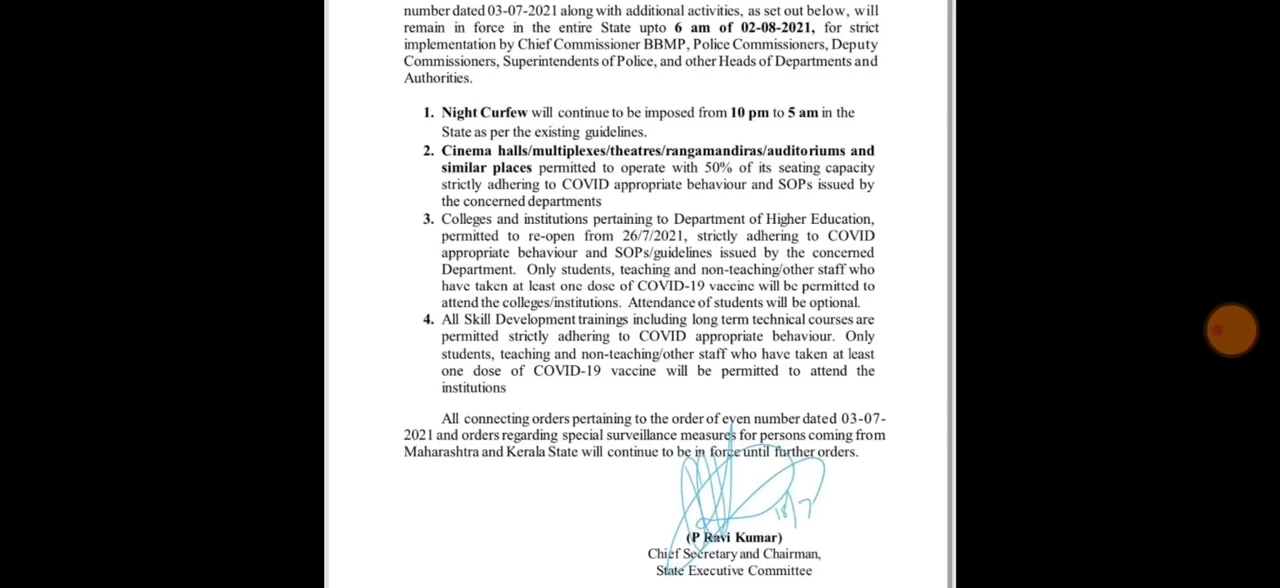 number dated 03-07-2021 along with additional activities, as set out below, will
remain in force in the entire State upto 6 am of 02-08-2021, for strict
implementation by Chief Commissioner BBMP, Police Commissioners, Deputy
Commissioners, Superintendents of Police, and other Heads of Departments and
Authorities.
1. Night Curfew will continue to be imposed from 10 pm to 5 am in the
State as per the existing guidelines.
2. Cinema halls/multiplexes/theatres/rangamandiras/auditoriums and
similar places permitted to operate with 50% of its seating capacity
strictly adhering to COVID appropriate behaviour and SOPs issued by
the concerned departments
3. Colleges and institutions pertaining to Department of Higher Education,
permitted to re-open from 26/7/2021, strictly adhering to COVID
appropriate behaviour and SOPs/guidelines issued by the concerned
Department. Only students, teaching and non-teaching/other staff who
have taken at least one dose of COVID-19 vaccine will be permitted to
attend the colleges/institutions. Attendance of students will be optional.
4. All Skill Development trainings including long term technical courses are
permitted strictly adhering to COVID appropriate behaviour. Only
students, teaching and non-teaching/other staff who have taken at least
one dose of COVID-19 vaccine will be permitted to attend the
institutions
All connecting orders pertaining to the order of even number dated 03-07-
2021 and orders regarding special surveillance measures for persons coming from
Maharashtra and Kerala State will continue to be in force until further orders.
18/7
(P Ravi Kumar)
Chief Secretary and Chairman,
State Executive Committee